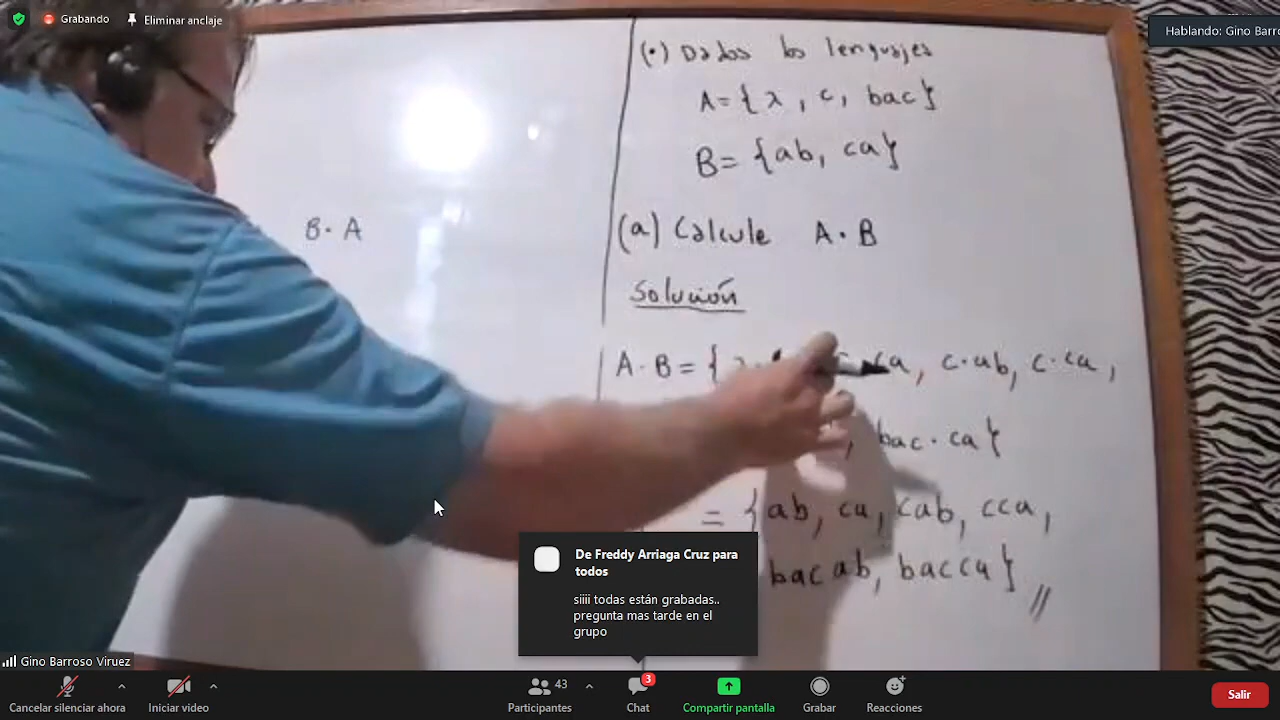 Grabando
Eliminar anclaje
Hablando: Gino Barro
(•) Dados los lenguajes
A={λ, c, bac}
B={ab, ca}
B·A
(a) Calcule A·B
Solución
A·B={ ca, c·ab, c·ca,
, bac·ca}
={ab, ca, cab, cca,
bacab, bacca}//
De Freddy Arriaga Cruz para
todos
siiii todas están grabadas..
pregunta mas tarde en el
grupo
Gino Barroso Viruez
43
3
Cancelar silenciar ahora
Iniciar video
Participantes
Chat
Compartir pantalla
Grabar
Reacciones
Salir